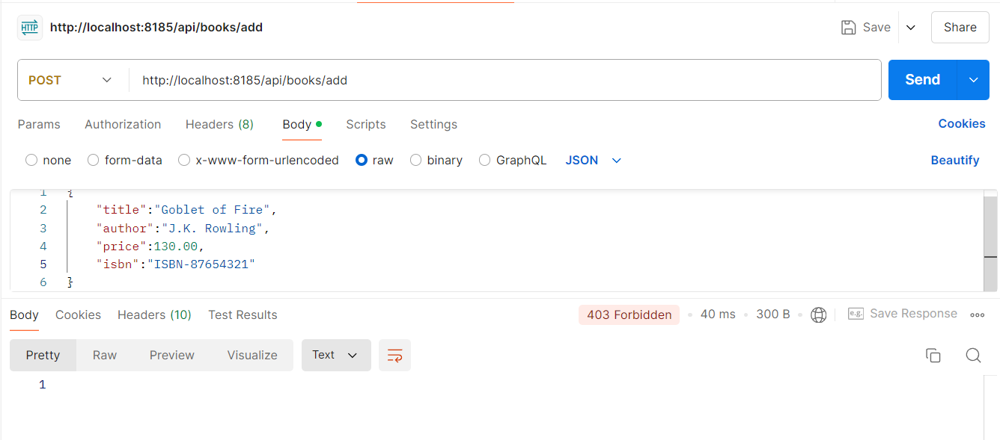 HTTP http://localhost:8185/api/books/add Save Share
POST http://localhost:8185/api/books/add Send
Params Authorization Headers (8) Body Scripts Settings Cookies
none form-data x-www-form-urlencoded raw binary GraphQL JSON Beautify
1 {
2 "title":"Goblet of Fire",
3 "author":"J.K. Rowling",
4 "price":130.00,
5 "isbn":"ISBN-87654321"
6 }
Body Cookies Headers (10) Test Results 403 Forbidden 40 ms 300 B e.g. Save Response
Pretty Raw Preview Visualize Text
1